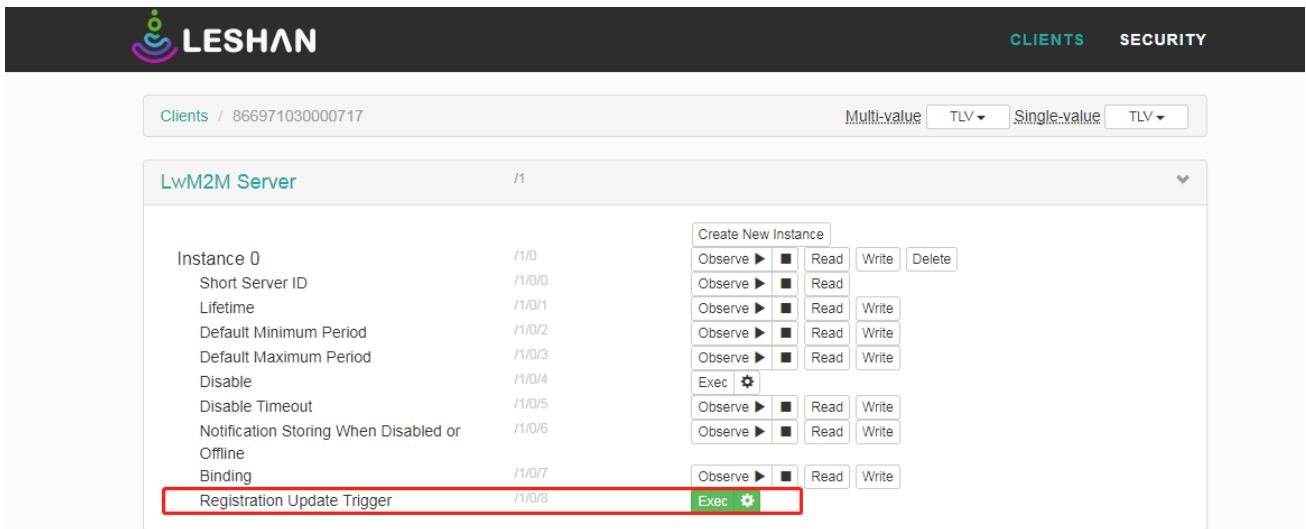 LESHΛN CLIENTS SECURITY
Clients / 866971030000717 Multi-value TLV Single-value TLV
LwM2M Server /1
Create New Instance
Instance 0 /1/0 Observe Read Write Delete
Short Server ID /1/0/0 Observe Read
Lifetime /1/0/1 Observe Read Write
Default Minimum Period /1/0/2 Observe Read Write
Default Maximum Period /1/0/3 Observe Read Write
Disable /1/0/4 Exec
Disable Timeout /1/0/5 Observe Read Write
Notification Storing When Disabled or /1/0/6 Observe Read Write
Offline
Binding /1/0/7 Observe Read Write
Registration Update Trigger /1/0/8 Exec